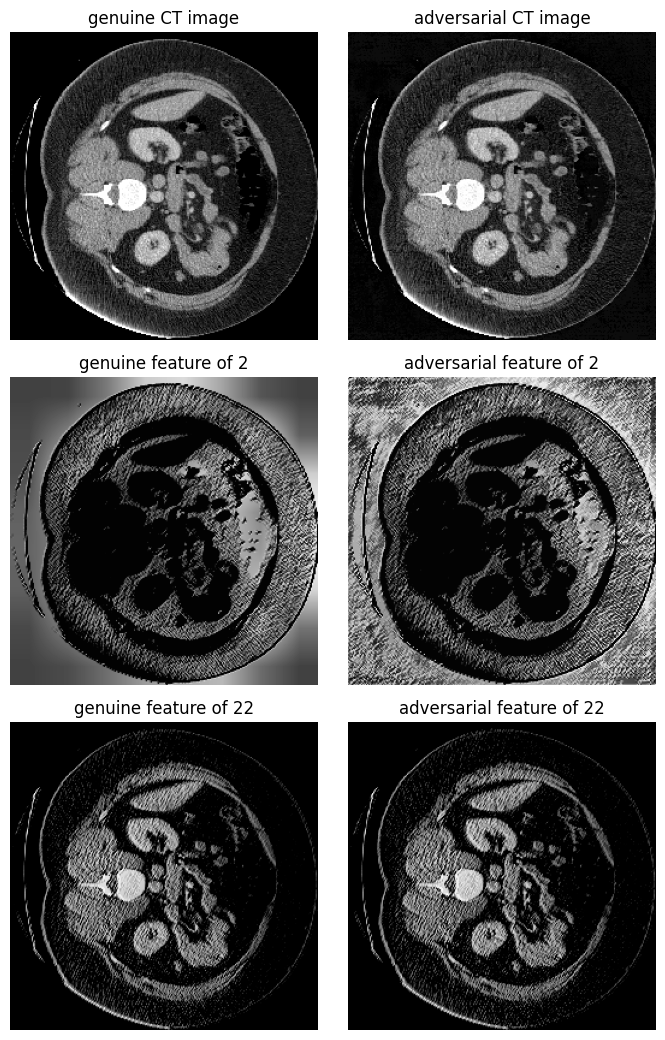 genuine CT image
adversarial CT image
genuine feature of 2
adversarial feature of 2
genuine feature of 22
adversarial feature of 22